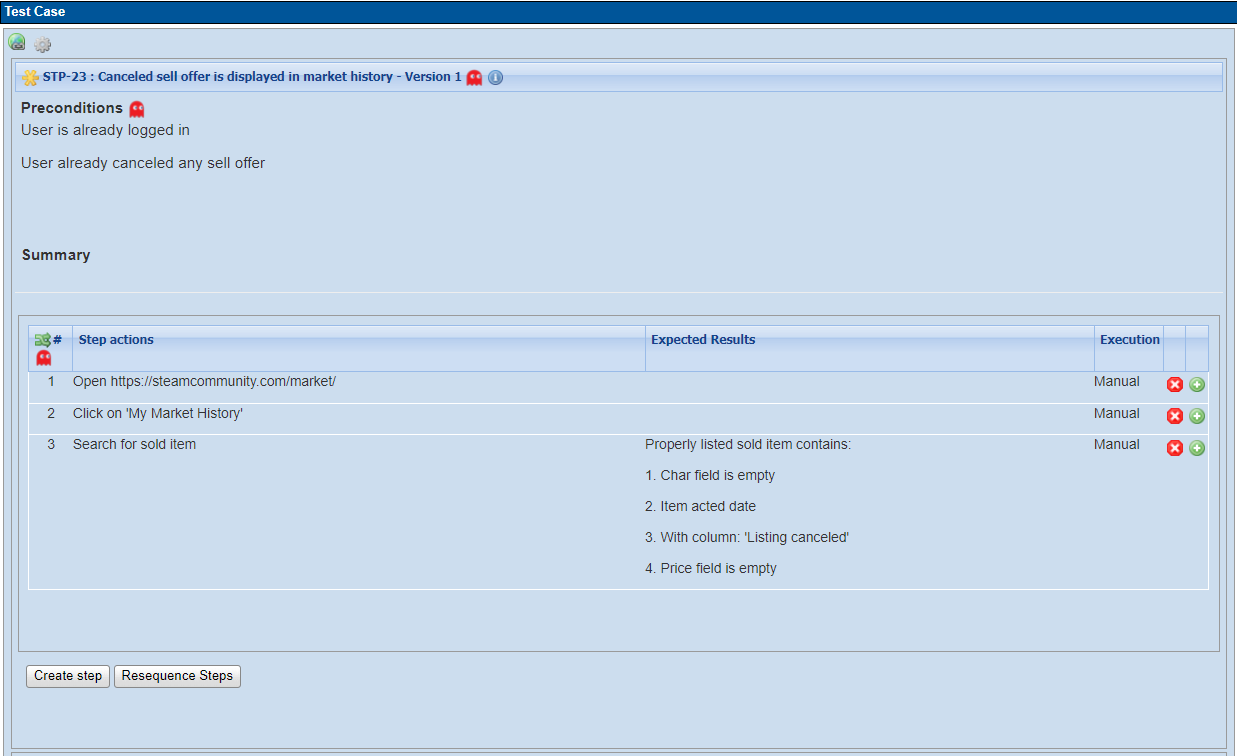 Test Case
STP-23 : Canceled sell offer is displayed in market history - Version 1
Preconditions
User is already logged in
User already canceled any sell offer
Summary
# Step actions Expected Results Execution
1 Open https://steamcommunity.com/market/ Manual
2 Click on 'My Market History' Manual
3 Search for sold item Properly listed sold item contains: Manual
1. Char field is empty
2. Item acted date
3. With column: 'Listing canceled'
4. Price field is empty
Create step Resequence Steps